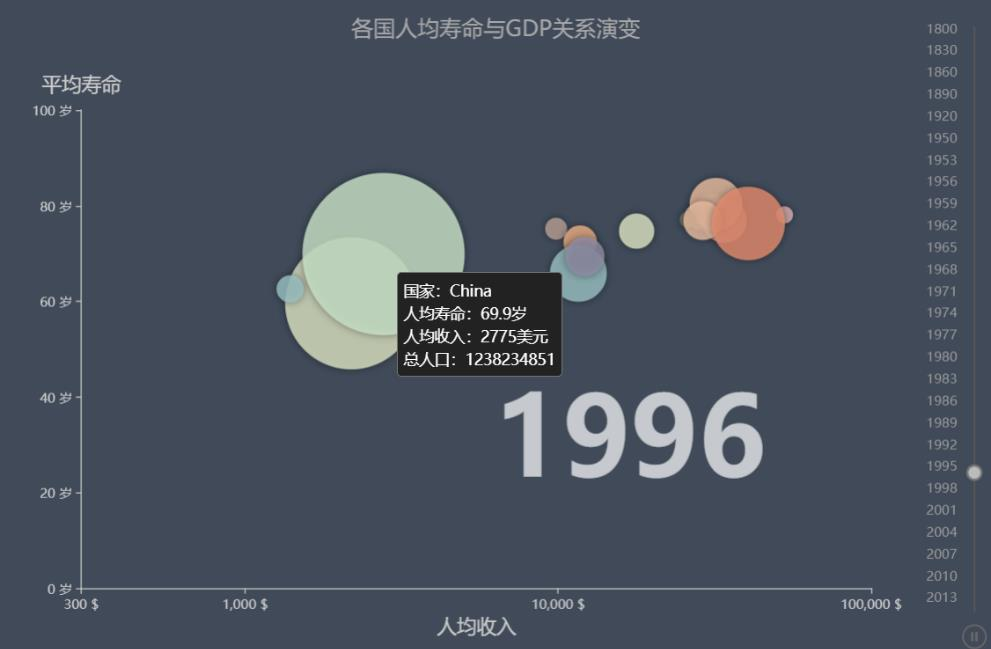 各国人均寿命与GDP关系演变
平均寿命
100 岁
80 岁
60 岁
40 岁
20 岁
0 岁
300 $
1,000 $
10,000 $
100,000 $
人均收入
国家：China
人均寿命：69.9岁
人均收入：2775美元
总人口：1238234851
1996
1800
1830
1860
1890
1920
1950
1953
1956
1959
1962
1965
1968
1971
1974
1977
1980
1983
1986
1989
1992
1995
1998
2001
2004
2007
2010
2013